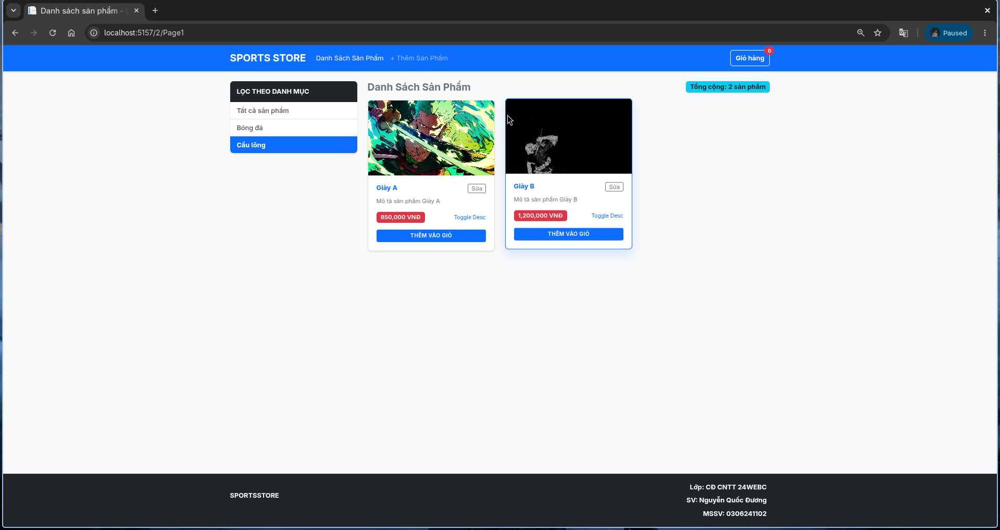 Danh sách sản phẩm -
localhost:5157/2/Page1
Paused
SPORTS STORE
Danh Sách Sản Phẩm
+ Thêm Sản Phẩm
Giỏ hàng
0
LỌC THEO DANH MỤC
Tất cả sản phẩm
Bóng đá
Cầu lông
Danh Sách Sản Phẩm
Tổng cộng: 2 sản phẩm
Giày A
Sửa
Mô tả sản phẩm Giày A
850,000 VNĐ
Toggle Desc
THÊM VÀO GIỎ
Giày B
Sửa
Mô tả sản phẩm Giày B
1,200,000 VNĐ
Toggle Desc
THÊM VÀO GIỎ
SPORTSSTORE
Lớp: CĐ CNTT 24WEBC
SV: Nguyễn Quốc Đương
MSSV: 0306241102